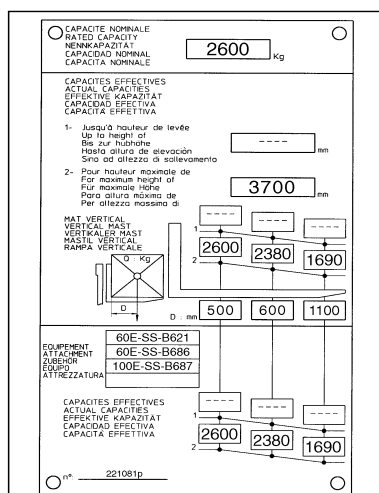 CAPACITE NOMINALE
RATED CAPACITY
NENNKAPAZITÄT
CAPACIDAD NOMINAL
CAPACITA NOMINALE
2600 Kg
CAPACITES EFFECTIVES
ACTUAL CAPACITIES
EFFEKTIVE KAPAZITÄT
CAPACIDAD EFECTIVA
CAPACITÁ EFFETTIVA
1- Jusqu'à hauteur de levée
Up to height of
Bis zur hubhöhe
Hasta altura de elevación
Sino ad altezza di sollevamento
---- mm
2- Pour hauteur maximale de
For maximum height of
Für maximale Höhe
Para altura máxima de
Per altezza massima di
3700 mm
MAT VERTICAL
VERTICAL MAST
VERTIKALER MAST
MASTIL VERTICAL
RAMPA VERTICALE
Q : Kg
D
1 ---- ---- ----
2 2600 2380 1690
D : mm 500 600 1100
EQUIPEMENT
ATTACHMENT
ZUBEHÖR
EQUIPO
ATTREZZATURA
60E-SS-B621
60E-SS-B686
100E-SS-B687
CAPACITES EFFECTIVES
ACTUAL CAPACITIES
EFFEKTIVE KAPAZITÄT
CAPACIDAD EFECTIVA
CAPACITÁ EFFETTIVA
1 ---- ---- ----
2 2600 2380 1690
n°. 221081p